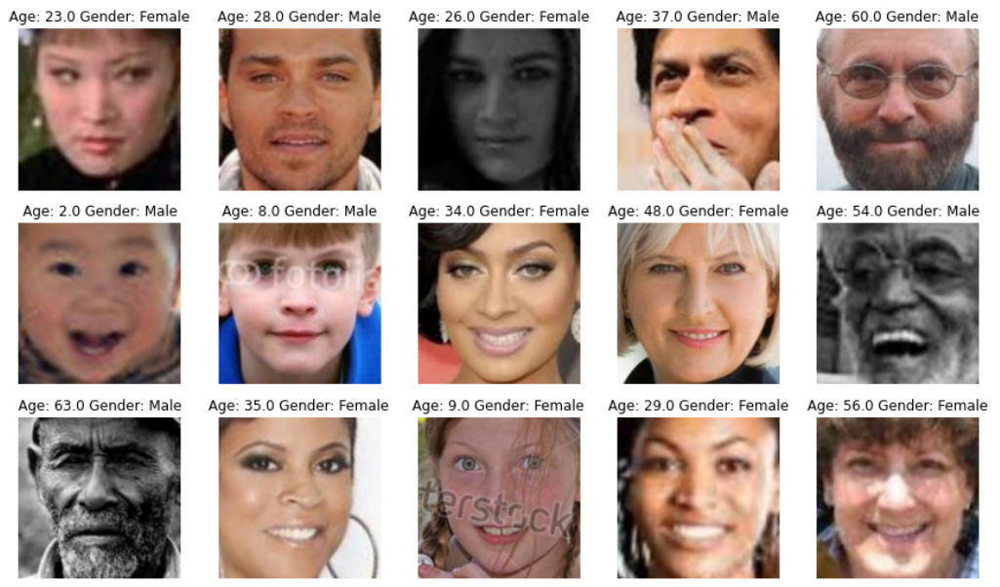 Age: 23.0 Gender: Female
Age: 28.0 Gender: Male
Age: 26.0 Gender: Female
Age: 37.0 Gender: Male
Age: 60.0 Gender: Male
Age: 2.0 Gender: Male
Age: 8.0 Gender: Male
Age: 34.0 Gender: Female
Age: 48.0 Gender: Female
Age: 54.0 Gender: Male
fotoli
Age: 63.0 Gender: Male
Age: 35.0 Gender: Female
Age: 9.0 Gender: Female
Age: 29.0 Gender: Female
Age: 56.0 Gender: Female
terstock